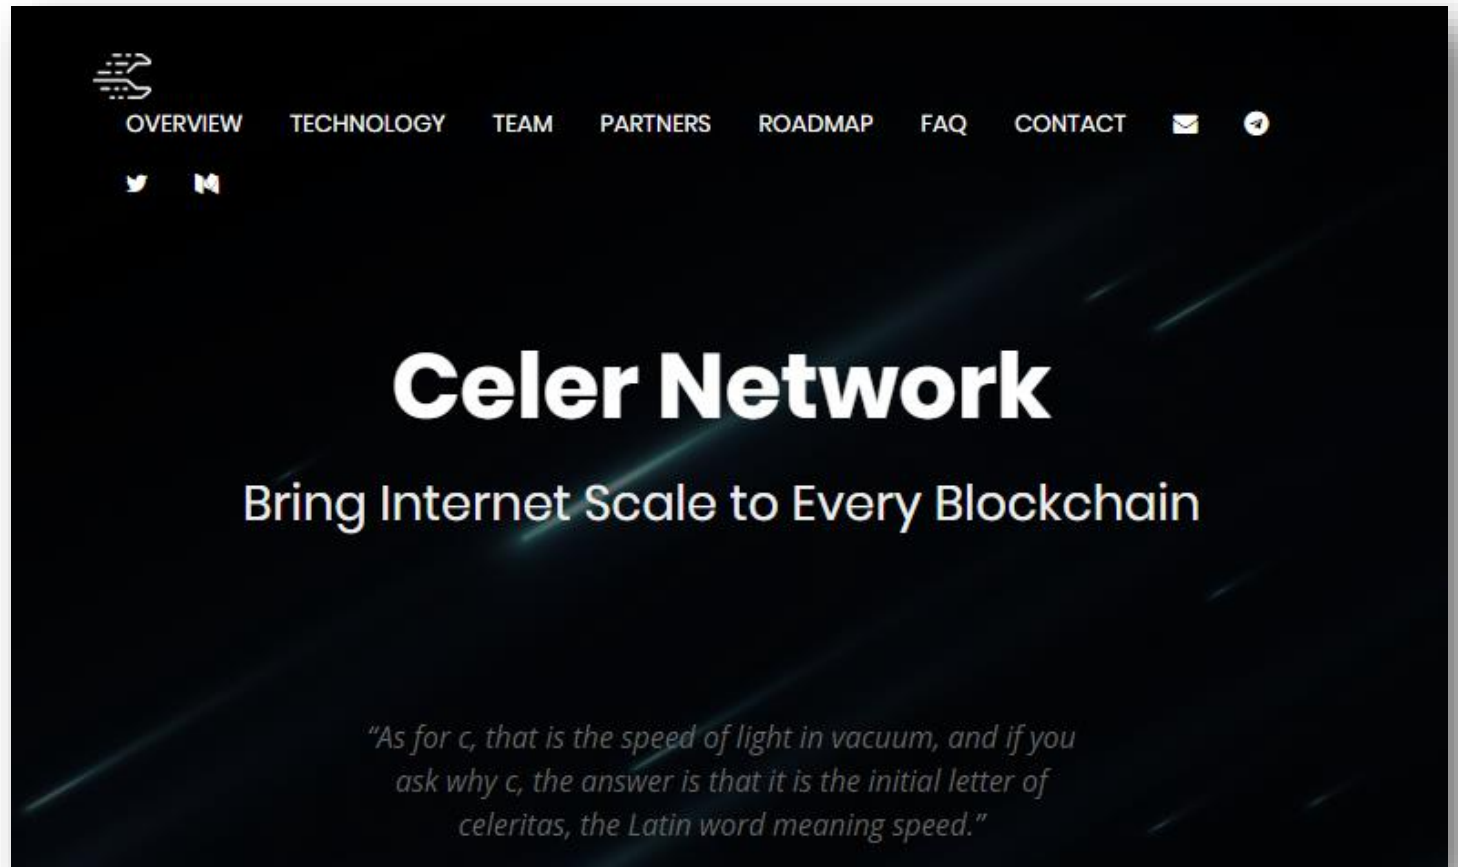 OVERVIEW TECHNOLOGY TEAM PARTNERS ROADMAP FAQ CONTACT
Celer Network
Bring Internet Scale to Every Blockchain
“As for c, that is the speed of light in vacuum, and if you
ask why c, the answer is that it is the initial letter of
celeritas, the Latin word meaning speed.”